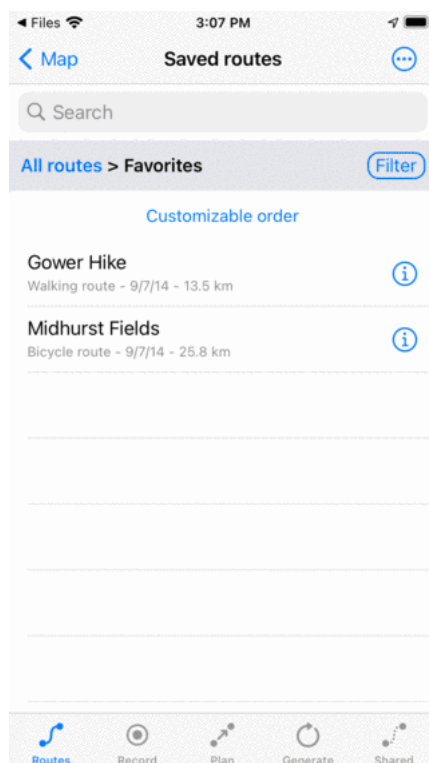 Files 3:07 PM
Map Saved routes
Search
All routes > Favorites Filter
Customizable order
Gower Hike
Walking route - 9/7/14 - 13.5 km
Midhurst Fields
Bicycle route - 9/7/14 - 25.8 km
Routes Record Plan Generate Shared